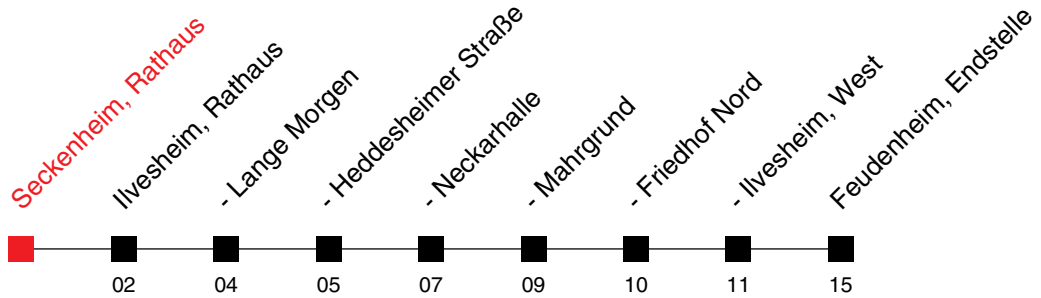 Seckenheim, Rathaus
Ilvesheim, Rathaus
- Lange Morgen
- Heddesheimer Straße
- Neckarhalle
- Mahrgrund
- Friedhof Nord
- Ilvesheim, West
Feudenheim, Endstelle
02
04
05
07
09
10
11
15